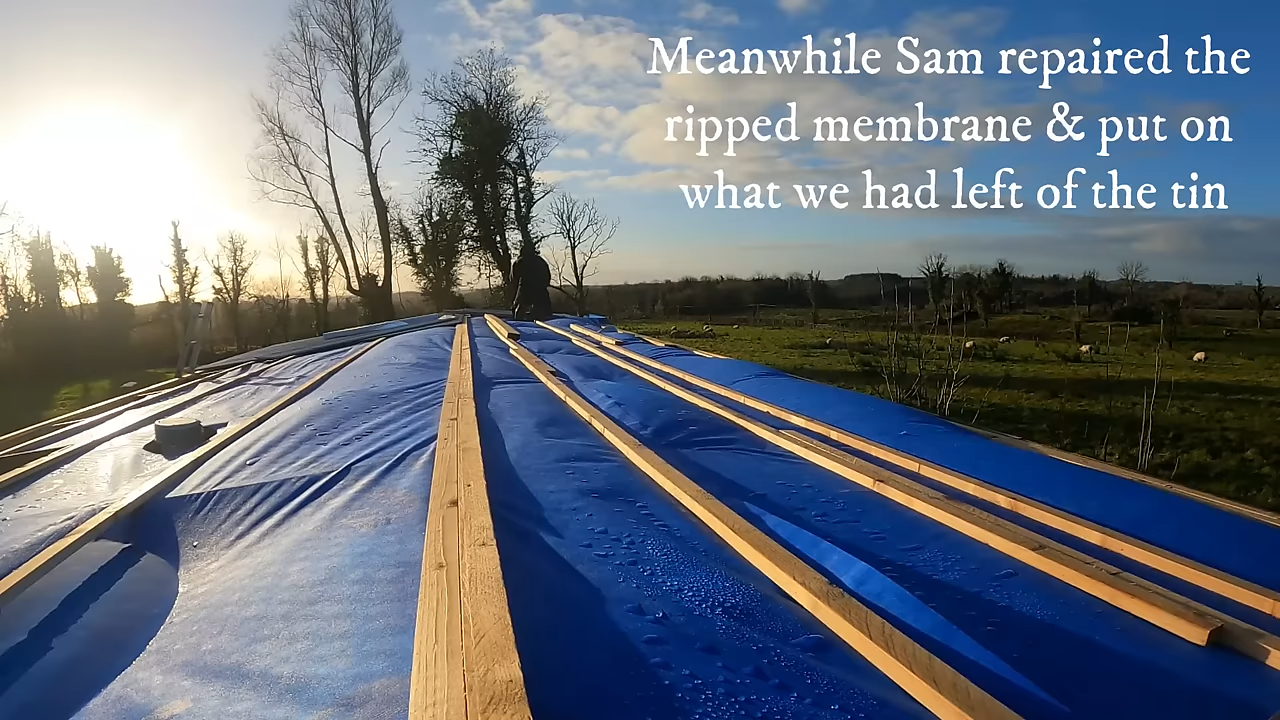 Meanwhile Sam repaired the
ripped membrane & put on
what we had left of the tin